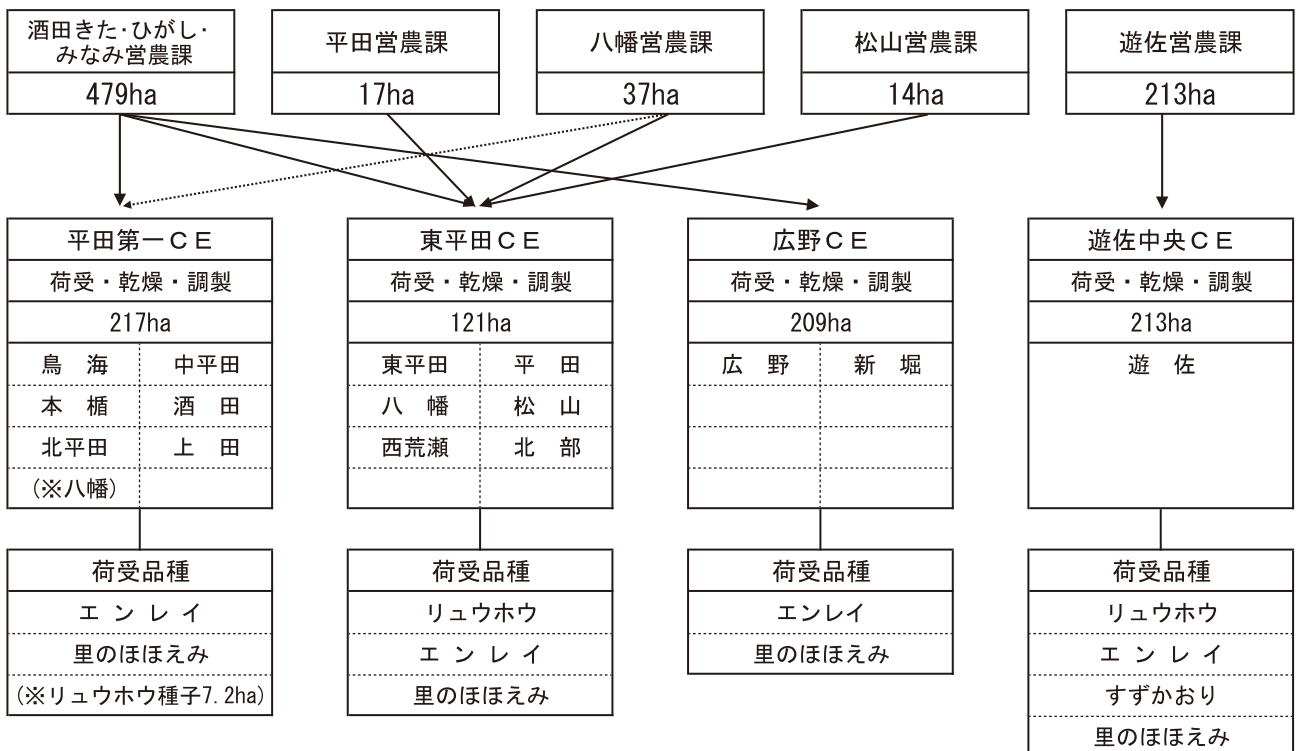 酒田きた・ひがし・
みなみ営農課
479ha
平田営農課
17ha
八幡営農課
37ha
松山営農課
14ha
遊佐営農課
213ha
平田第一ＣＥ
荷受・乾燥・調製
217ha
鳥　海　中平田
本　楯　酒　田
北平田　上　田
(※八幡)
東平田ＣＥ
荷受・乾燥・調製
121ha
東平田　平　田
八　幡　松　山
西荒瀬　北　部
広野ＣＥ
荷受・乾燥・調製
209ha
広　野　新　堀
遊佐中央ＣＥ
荷受・乾燥・調製
213ha
遊　佐
荷受品種
エ ン レ イ
里のほほえみ
(※リュウホウ種子7.2ha)
荷受品種
リュウホウ
エ ン レ イ
里のほほえみ
荷受品種
エンレイ
里のほほえみ
荷受品種
リュウホウ
エ ン レ イ
すずかおり
里のほほえみ